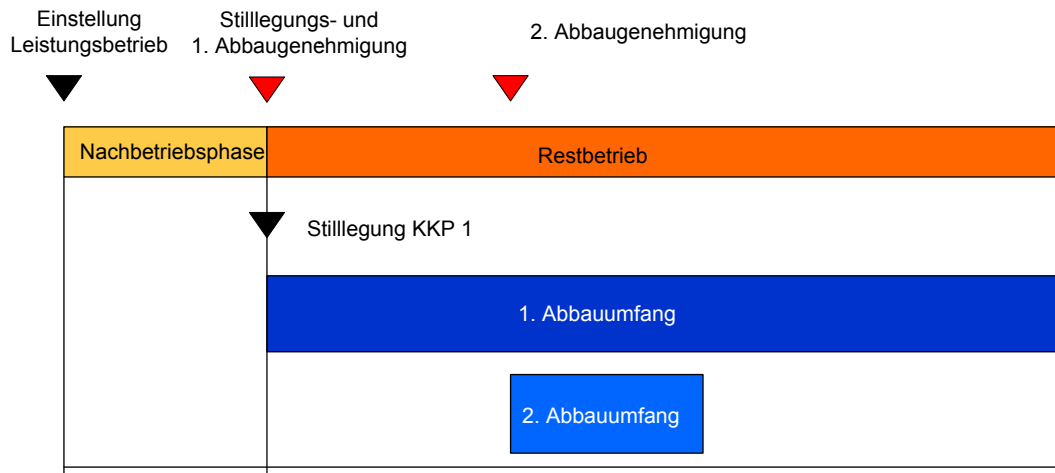 Einstellung
Leistungsbetrieb
Stilllegungs- und
1. Abbaugenehmigung
2. Abbaugenehmigung
Nachbetriebsphase
Restbetrieb
Stilllegung KKP 1
1. Abbauumfang
2. Abbauumfang